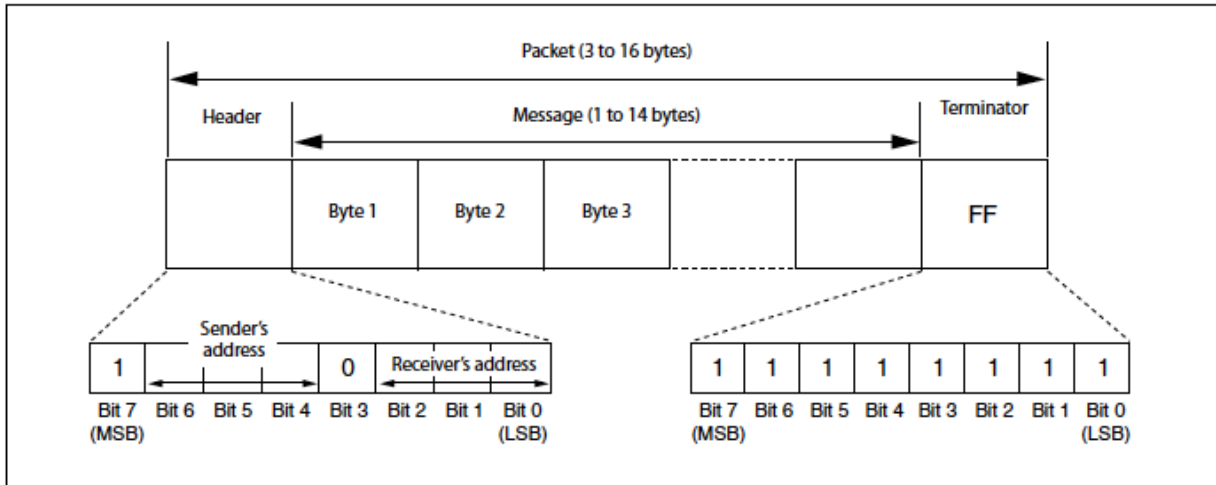 Packet (3 to 16 bytes)
Header
Message (1 to 14 bytes)
Terminator
Byte 1 Byte 2 Byte 3 FF
Sender's
address
1 0 Receiver's address
Bit 7 Bit 6 Bit 5 Bit 4 Bit 3 Bit 2 Bit 1 Bit 0
(MSB) (LSB)
1 1 1 1 1 1 1 1
Bit 7 Bit 6 Bit 5 Bit 4 Bit 3 Bit 2 Bit 1 Bit 0
(MSB) (LSB)